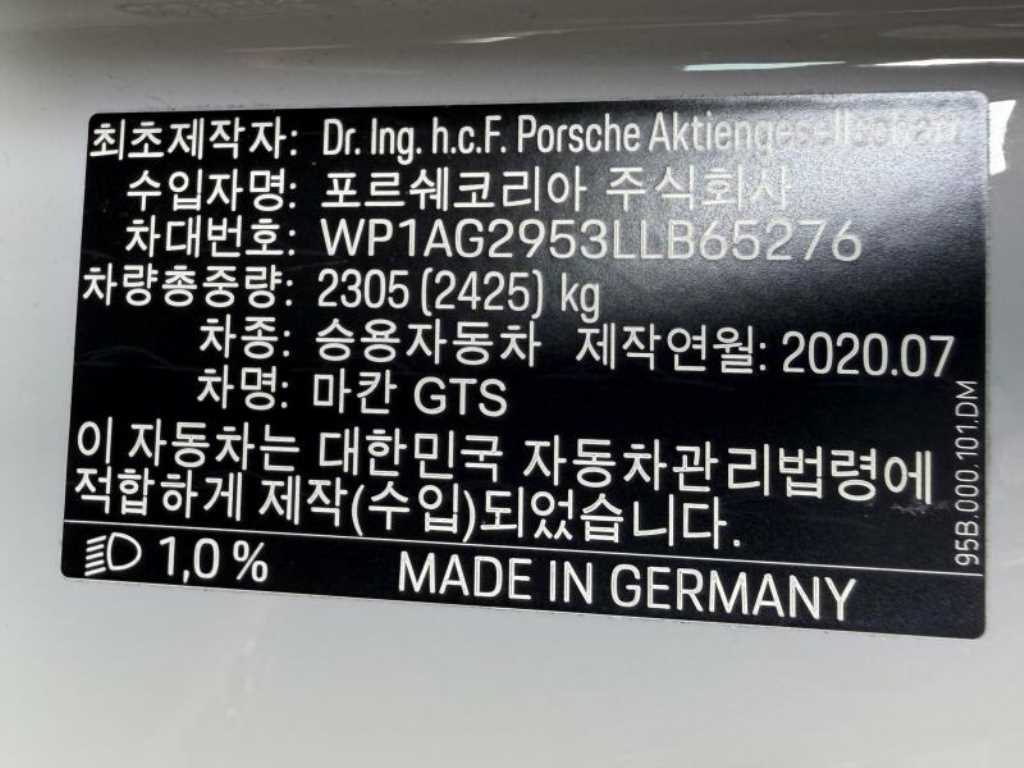 최초제작자: Dr. Ing. h.c.F. Porsche Aktiengesellschaft
수입자명: 포르쉐코리아 주식회사
차대번호: WP1AG2953LLB65276
차량총중량: 2305 (2425) kg
차종: 승용자동차 제작연월: 2020.07
차명: 마칸 GTS
이 자동차는 대한민국 자동차관리법령에
적합하게 제작(수입)되었습니다.
1,0 % MADE IN GERMANY
95B.000.101.DM